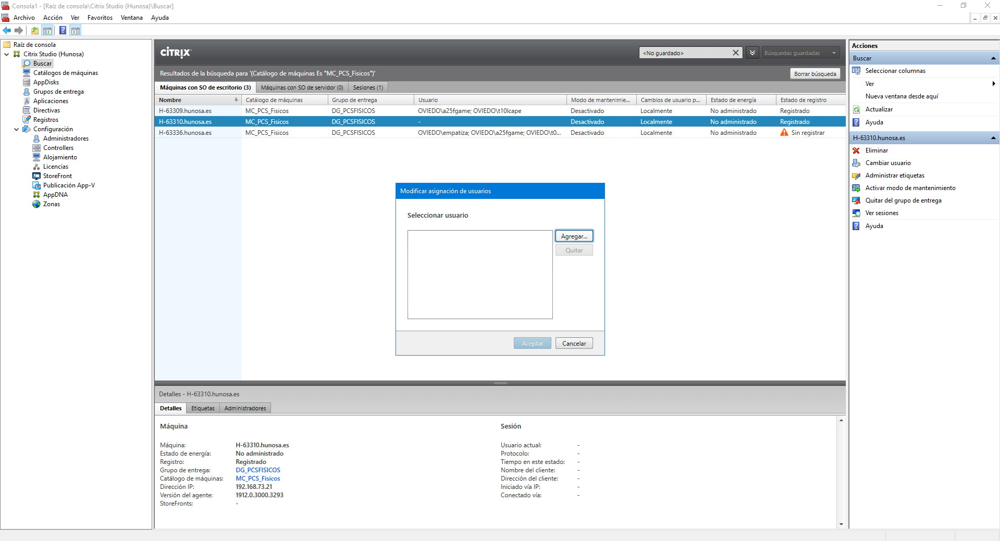 Consola1 - [Raíz de consola\Citrix Studio (Hunosa)\Buscar]
Archivo Acción Ver Favoritos Ventana Ayuda
Raíz de consola
Citrix Studio (Hunosa)
Buscar
Catálogos de máquinas
AppDisks
Grupos de entrega
Aplicaciones
Directivas
Registros
Configuración
Administradores
Controllers
Alojamiento
Licencias
StoreFront
Publicación App-V
AppDNA
Zonas
CITRIX
<No guardado>
Búsquedas guardadas
Resultados de la búsqueda para '(Catálogo de máquinas Es "MC_PCS_Fisicos")'
Borrar búsqueda
Máquinas con SO de escritorio (3) Máquinas con SO de servidor (0) Sesiones (1)
Nombre Catálogo de máquinas Grupo de entrega Usuario Modo de mantenimie... Cambios de usuario p... Estado de energía Estado de registro
H-63309.hunosa.es MC_PCS_Fisicos DG_PCSFISICOS OVIEDO\a25fgame; OVIEDO\t10lcape Desactivado Localmente No administrado Registrado
H-63310.hunosa.es MC_PCS_Fisicos DG_PCSFISICOS - Desactivado Localmente No administrado Registrado
H-63336.hunosa.es MC_PCS_Fisicos DG_PCSFISICOS OVIEDO\empatiza; OVIEDO\a25fgame; OVIEDO\t0... Desactivado Localmente No administrado Sin registrar
Modificar asignación de usuarios
Seleccionar usuario
Agregar...
Quitar
Aceptar Cancelar
Detalles - H-63310.hunosa.es
Detalles Etiquetas Administradores
Máquina
Máquina: H-63310.hunosa.es
Estado de energía: No administrado
Registro: Registrado
Grupo de entrega: DG_PCSFISICOS
Catálogo de máquinas: MC_PCS_Fisicos
Dirección IP: 192.168.73.21
Versión del agente: 1912.0.3000.3293
StoreFronts: -
Sesión
Usuario actual: -
Protocolo: -
Tiempo en este estado: -
Nombre del cliente: -
Dirección del cliente: -
Iniciado vía IP: -
Conectado vía: -
Acciones
Buscar
Seleccionar columnas
Ver
Nueva ventana desde aquí
Actualizar
Ayuda
H-63310.hunosa.es
Eliminar
Cambiar usuario
Administrar etiquetas
Activar modo de mantenimiento
Quitar del grupo de entrega
Ver sesiones
Ayuda